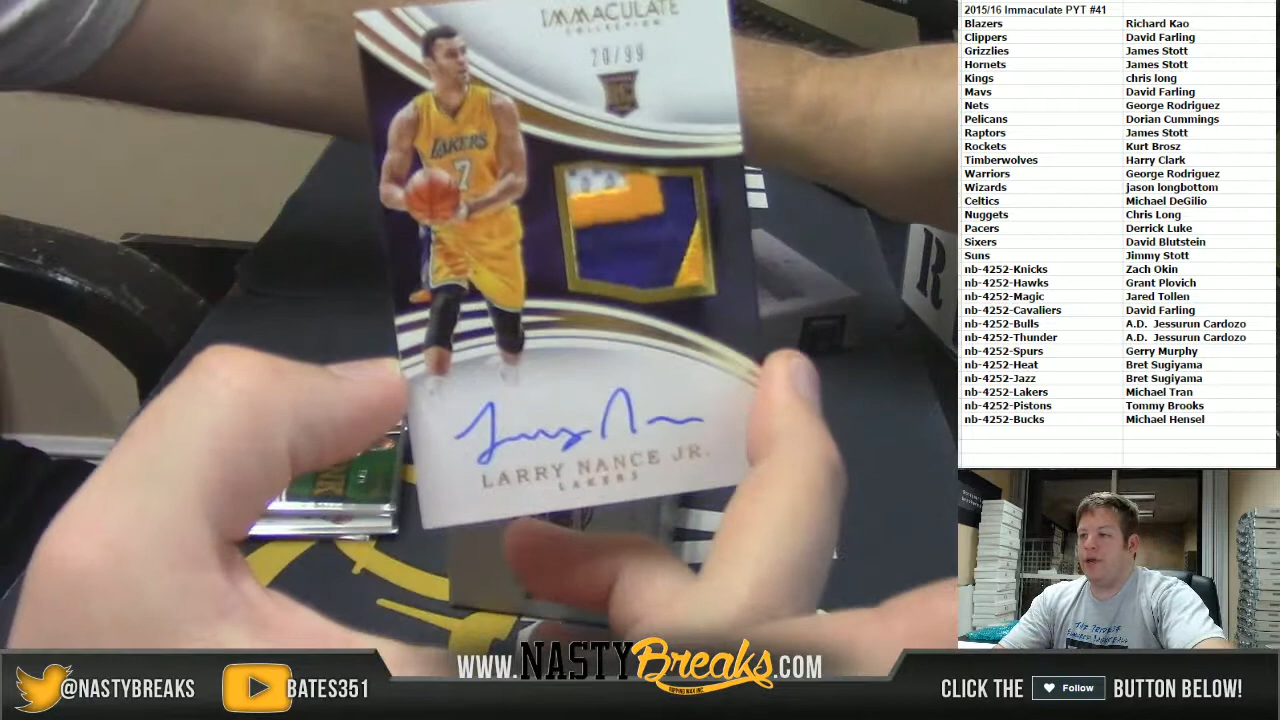 IMMACULATE
COLLECTION
20/99
RC
LAKERS
7
LARRY NANCE JR.
LAKERS
R
2015/16 Immaculate PYT #41
Blazers Richard Kao
Clippers David Farling
Grizzlies James Stott
Hornets James Stott
Kings chris long
Mavs David Farling
Nets George Rodriguez
Pelicans Dorian Cummings
Raptors James Stott
Rockets Kurt Brosz
Timberwolves Harry Clark
Warriors George Rodriguez
Wizards jason longbottom
Celtics Michael DeGilio
Nuggets Chris Long
Pacers Derrick Luke
Sixers David Blutstein
Suns Jimmy Stott
nb-4252-Knicks Zach Okin
nb-4252-Hawks Grant Plovich
nb-4252-Magic Jared Tollen
nb-4252-Cavaliers David Farling
nb-4252-Bulls A.D. Jessurun Cardozo
nb-4252-Thunder A.D. Jessurun Cardozo
nb-4252-Spurs Gerry Murphy
nb-4252-Heat Bret Sugiyama
nb-4252-Jazz Bret Sugiyama
nb-4252-Lakers Michael Tran
nb-4252-Pistons Tommy Brooks
nb-4252-Bucks Michael Hensel
@NASTYBREAKS
BATES351
WWW.NASTYBreaks.COM
RIPPING WAX INC.
CLICK THE Follow BUTTON BELOW!